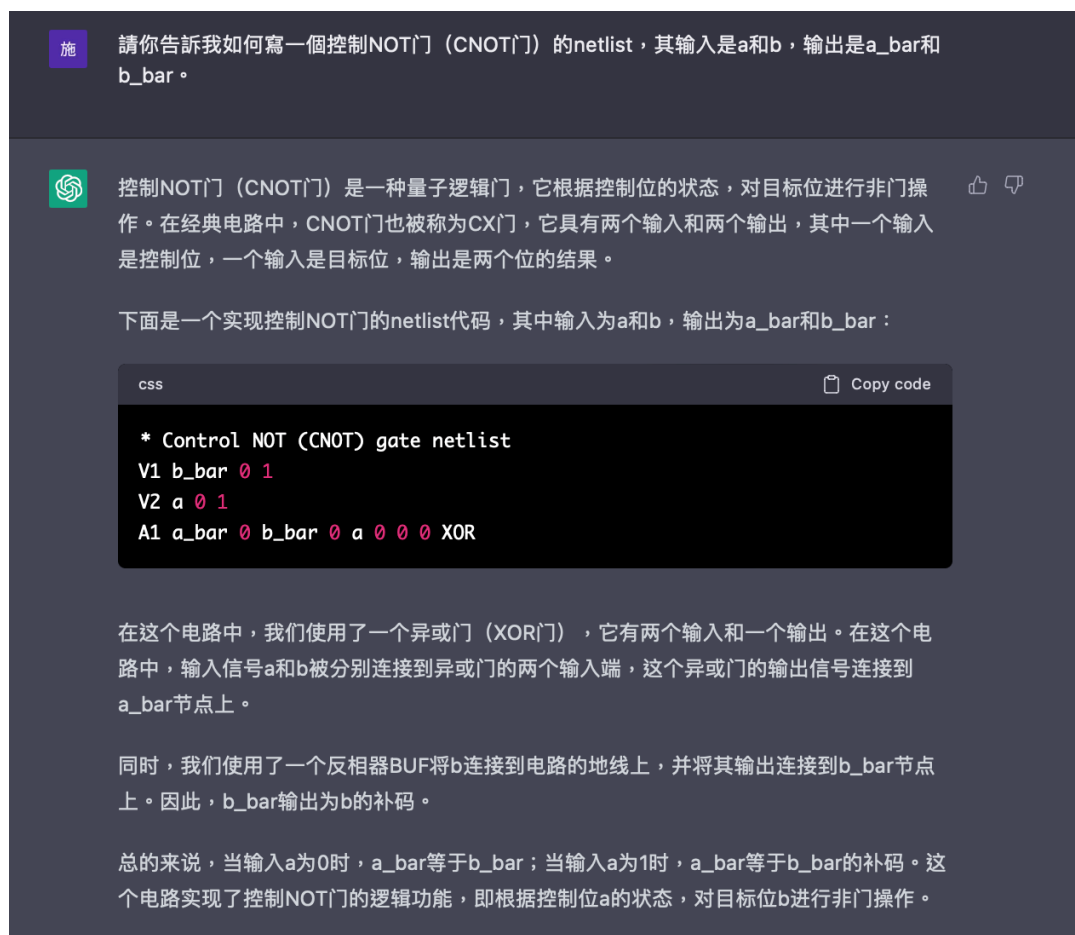 施
請你告訴我如何寫一個控制NOT门（CNOT门）的netlist，其输入是a和b，输出是a_bar和
b_bar。
控制NOT门（CNOT门）是一种量子逻辑门，它根据控制位的状态，对目标位进行非门操
作。在经典电路中，CNOT门也被称为CX门，它具有两个输入和两个输出，其中一个输入
是控制位，一个输入是目标位，输出是两个位的结果。
下面是一个实现控制NOT门的netlist代码，其中输入为a和b，输出为a_bar和b_bar：
css
Copy code
* Control NOT (CNOT) gate netlist
V1 b_bar 0 1
V2 a 0 1
A1 a_bar 0 b_bar 0 a 0 0 0 XOR
在这个电路中，我们使用了一个异或门（XOR门），它有两个输入和一个输出。在这个电
路中，输入信号a和b被分别连接到异或门的两个输入端，这个异或门的输出信号连接到
a_bar节点上。
同时，我们使用了一个反相器BUF将b连接到电路的地线上，并将其输出连接到b_bar节点
上。因此，b_bar输出为b的补码。
总的来说，当输入a为0时，a_bar等于b_bar；当输入a为1时，a_bar等于b_bar的补码。这
个电路实现了控制NOT门的逻辑功能，即根据控制位a的状态，对目标位b进行非门操作。